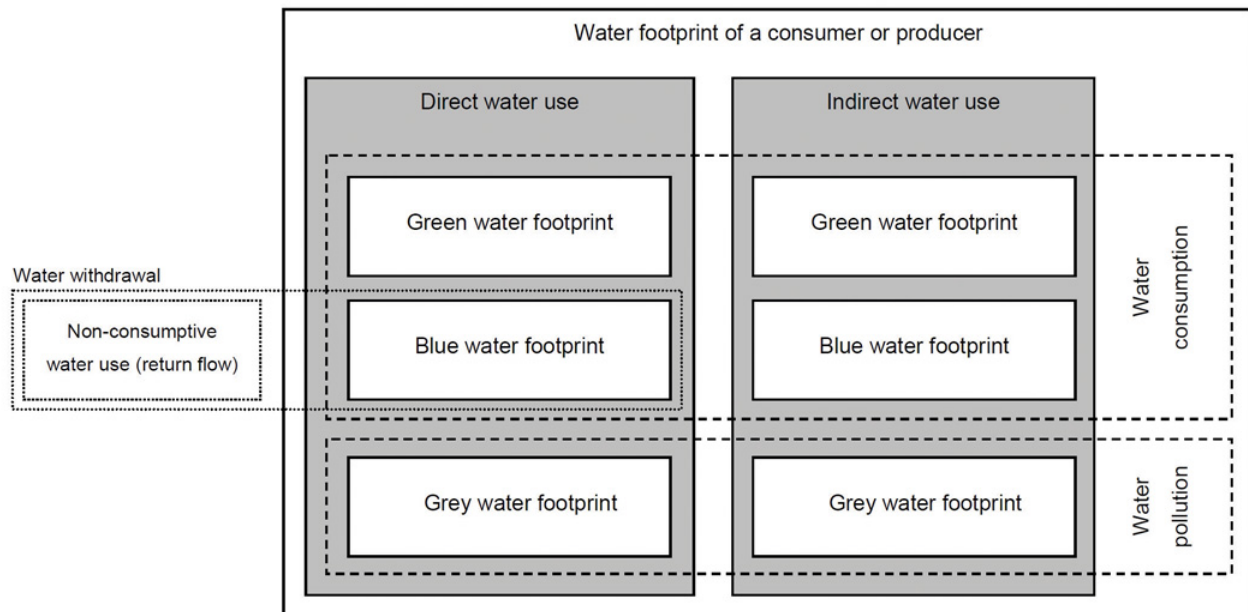 Water footprint of a consumer or producer
Direct water use
Indirect water use
Green water footprint
Green water footprint
Water
consumption
Water withdrawal
Non-consumptive
water use (return flow)
Blue water footprint
Blue water footprint
Grey water footprint
Grey water footprint
Water
pollution